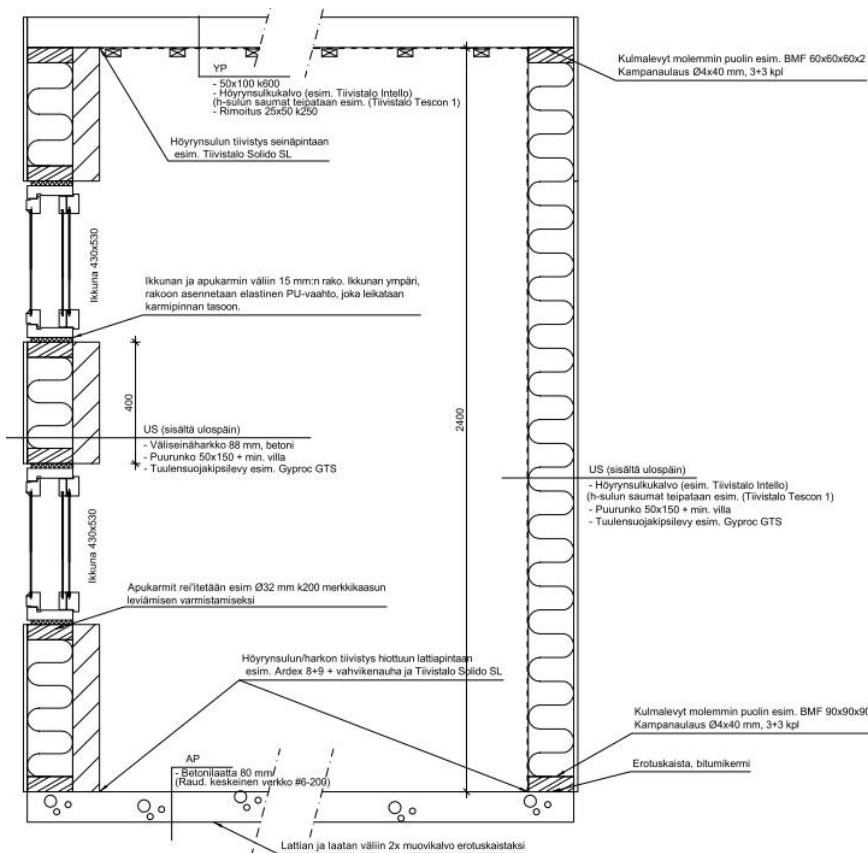 Kulmalevyt molemmin puolin esim. BMF 60x60x60x2
Kampanaulaus Ø4x40 mm, 3+3 kpl
YP
- 50x100 k600
- Höyrynsulkukalvo (esim. Tiivistalo Intello)
(h-sulun saumat teipataan esim. (Tiivistalo Tescon 1)
- Rimoitus 25x50 k250
Höyrynsulun tiivistys seinäpintaan
esim. Tiivistalo Solido SL
Ikkuna 430x530
Ikkunan ja apukarmin väliin 15 mm:n rako. Ikkunan ympäri,
rakoon asennetaan elastinen PU-vaahto, joka leikataan
karmipinnan tasoon.
400
2400
US (sisältä ulospäin)
- Väliseinäharkko 88 mm, betoni
- Puurunko 50x150 + min. villa
- Tuulensuojakipsilevy esim. Gyproc GTS
US (sisältä ulospäin)
- Höyrynsulkukalvo (esim. Tiivistalo Intello)
(h-sulun saumat teipataan esim. (Tiivistalo Tescon 1)
- Puurunko 50x150 + min. villa
- Tuulensuojakipsilevy esim. Gyproc GTS
Ikkuna 430x530
Apukarmit rei'itetään esim Ø32 mm k200 merkkikaasun
leviämisen varmistamiseksi
Höyrynsulun/harkon tiivistys hiottuun lattiapintaan
esim. Ardex 8+9 + vahvikenauha ja Tiivistalo Solido SL
Kulmalevyt molemmin puolin esim. BMF 90x90x90
Kampanaulaus Ø4x40 mm, 3+3 kpl
Erotuskaista, bitumikermi
AP
- Betonilaatta 80 mm
(Raud. keskeinen verkko #6-200)
Lattian ja laatan väliin 2x muovikalvo erotuskaistaksi